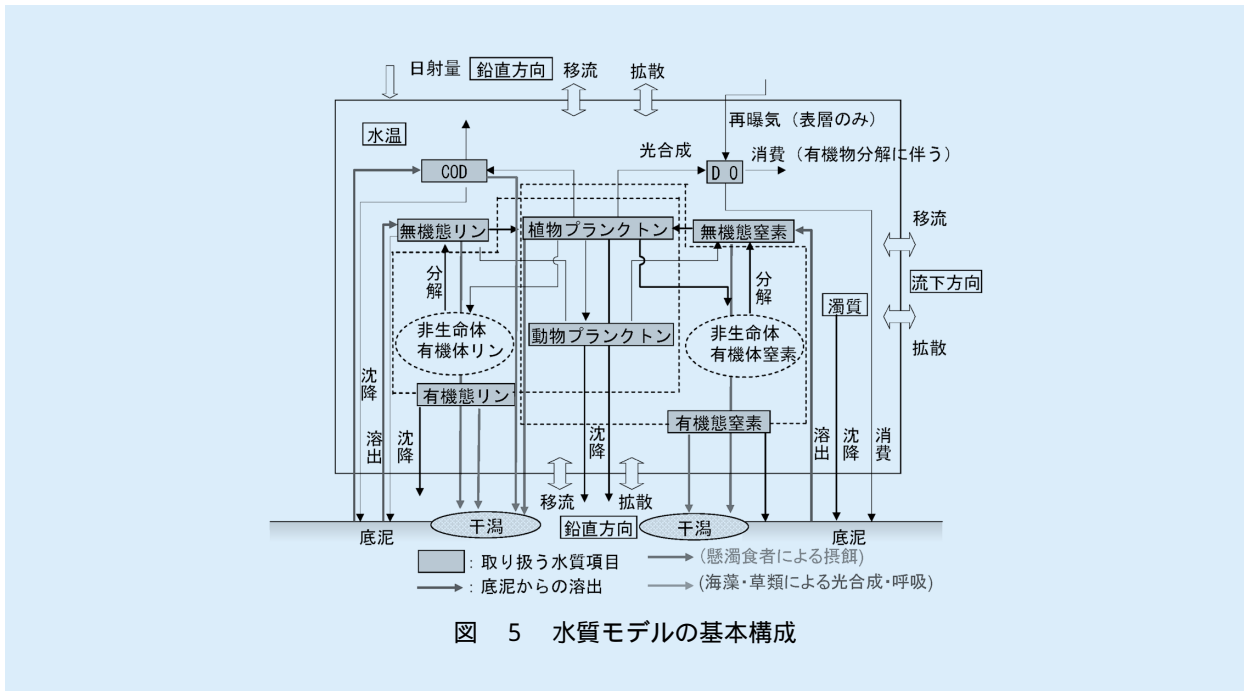 日射量 鉛直方向 移流 拡散
再曝気（表層のみ）
水温
光合成 消費（有機物分解に伴う）
COD
DO
無機態リン
植物プランクトン
無機態窒素
移流
流下方向
拡散
分解
分解
濁質
非生命体
有機体リン
動物プランクトン
非生命体
有機体窒素
有機態リン
有機態窒素
沈降
溶出
沈降
沈降
溶出
沈降
消費
移流 拡散
鉛直方向
干潟
干潟
底泥
底泥
：取り扱う水質項目
：底泥からの溶出
(懸濁食者による摂餌)
(海藻・草類による光合成・呼吸)
図 5 水質モデルの基本構成